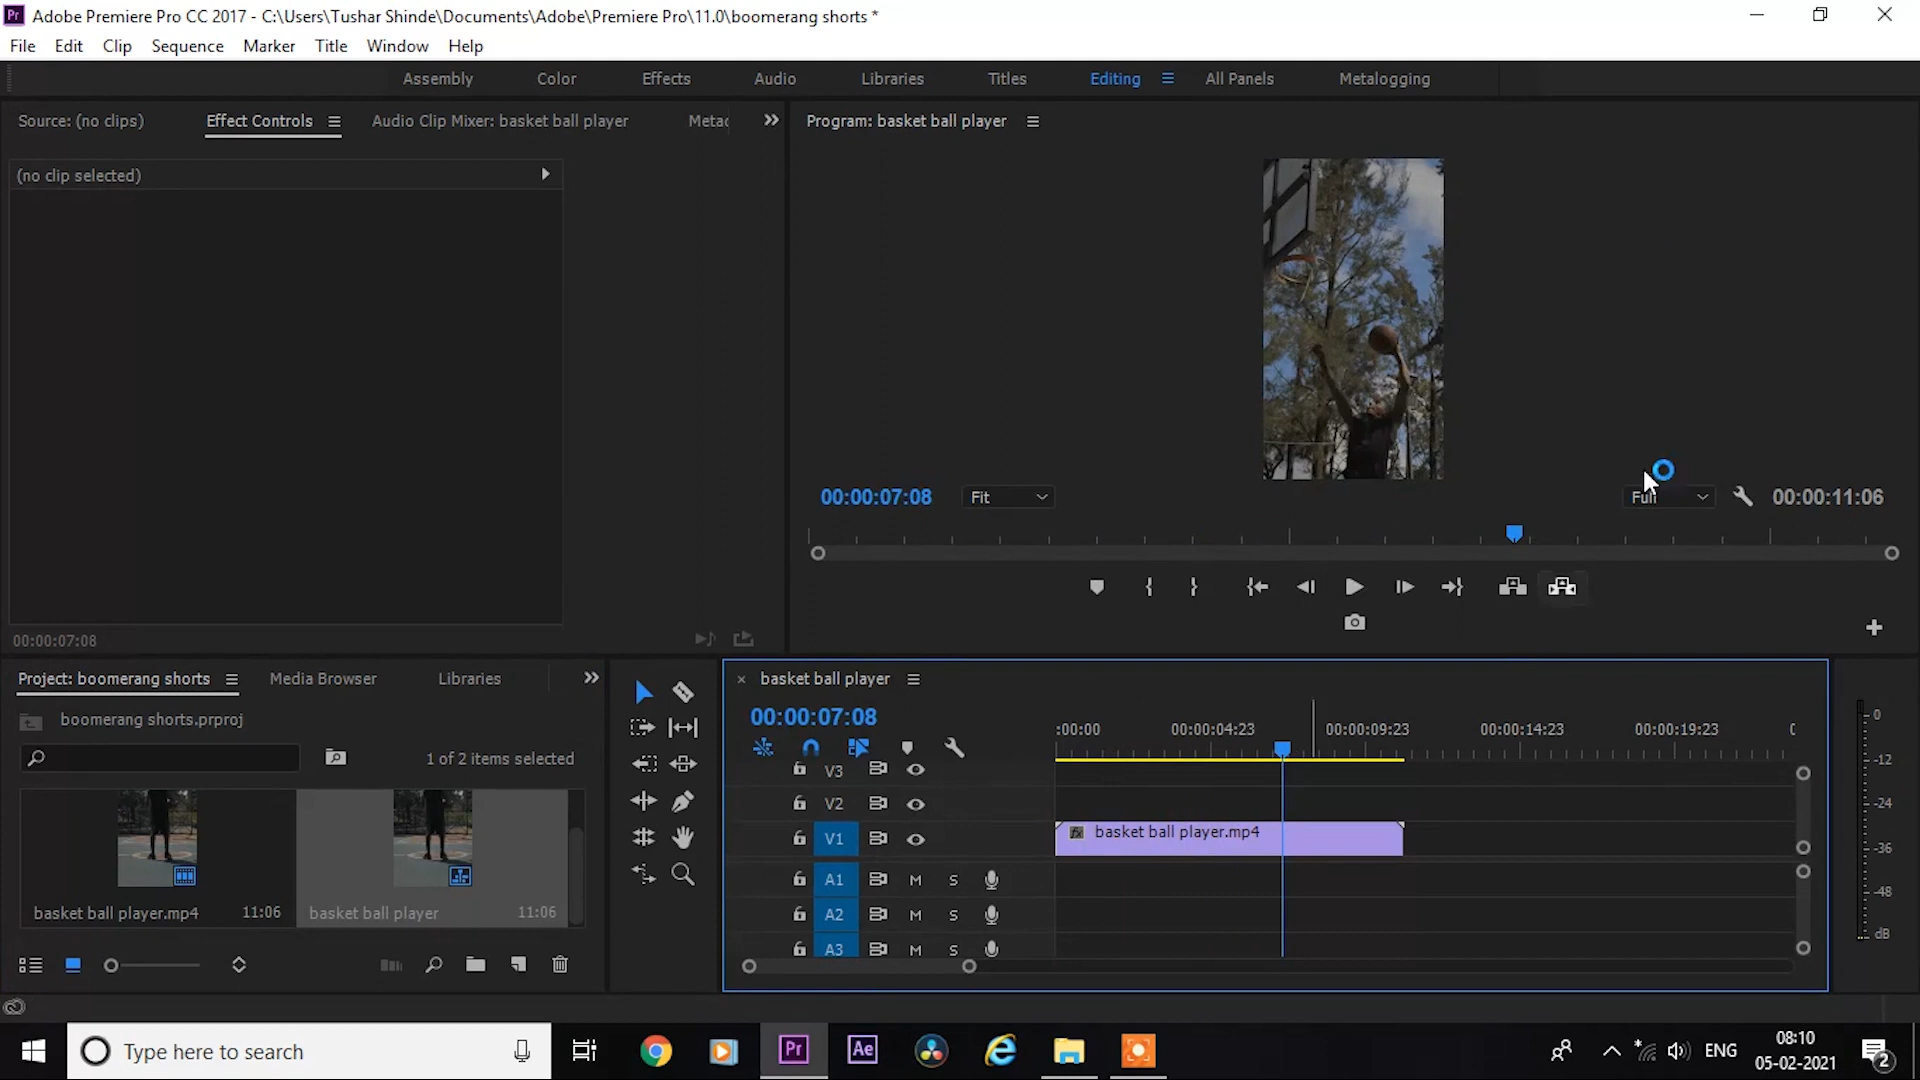 Adobe Premiere Pro CC 2017 - C:\Users\Tushar Shinde\Documents\Adobe\Premiere Pro\11.0\boomerang shorts *
File Edit Clip Sequence Marker Title Window Help
Assembly Color Effects Audio Libraries Titles Editing All Panels Metalogging
Source: (no clips) Effect Controls Audio Clip Mixer: basket ball player Metac
Program: basket ball player
(no clip selected)
00:00:07:08 Fit Full 00:00:11:06
00:00:07:08
Project: boomerang shorts Media Browser Libraries
basket ball player
boomerang shorts.prproj
00:00:07:08
:00:00 00:00:04:23 00:00:09:23 00:00:14:23 00:00:19:23
1 of 2 items selected
V3
V2
V1 basket ball player.mp4
A1 M S
A2 M S
A3 M S
basket ball player.mp4 11:06 basket ball player 11:06
0
-12
-24
-36
-48
dB
Pr
Type here to search
Pr Ae
ENG
08:10
05-02-2021
2